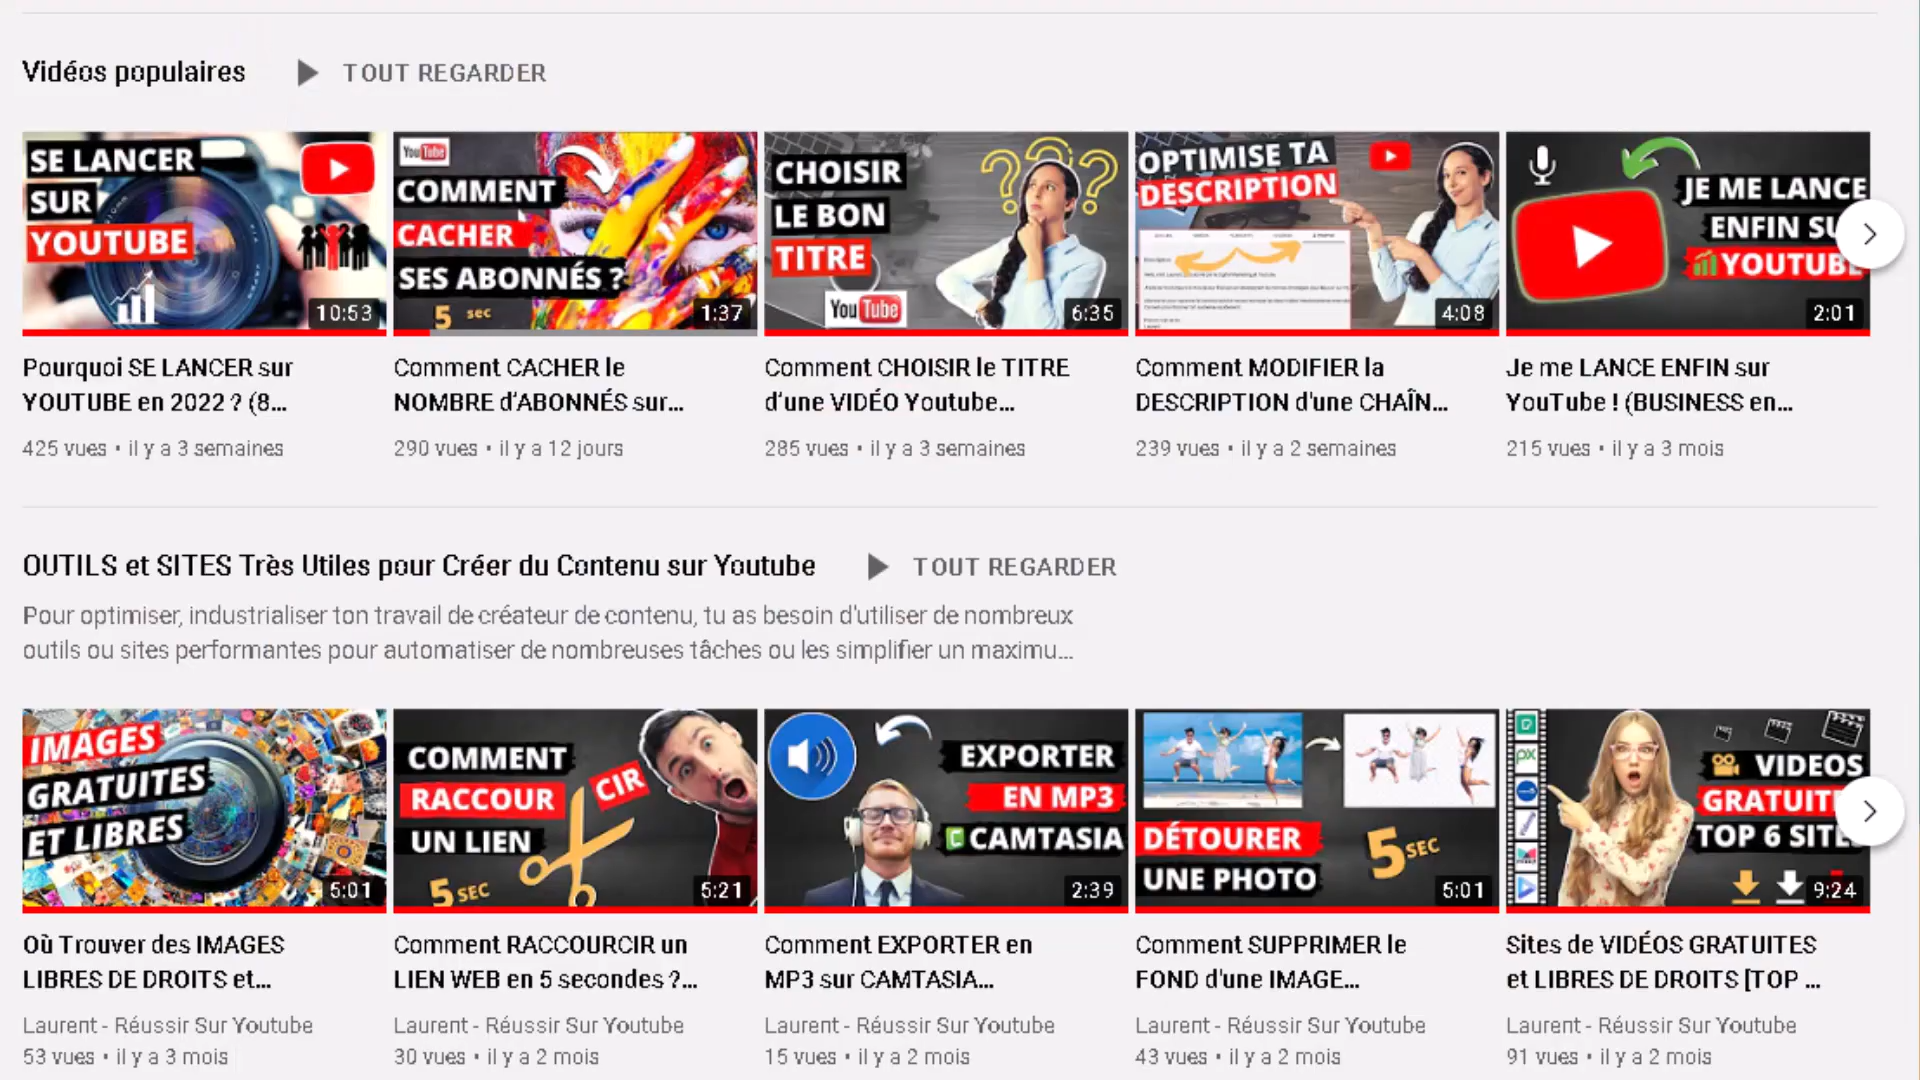 Vidéos populaires
TOUT REGARDER
SE LANCER
SUR
YOUTUBE
10:53
YouTube
COMMENT
CACHER
SES ABONNÉS ?
5 sec
1:37
CHOISIR
LE BON
TITRE
YouTube
6:35
OPTIMISE TA
DESCRIPTION
4:08
JE ME LANCE
ENFIN SU
YOUTUBE
2:01
Pourquoi SE LANCER sur
YOUTUBE en 2022 ? (8...
425 vues • il y a 3 semaines
Comment CACHER le
NOMBRE d'ABONNÉS sur...
290 vues • il y a 12 jours
Comment CHOISIR le TITRE
d'une VIDÉO Youtube...
285 vues • il y a 3 semaines
Comment MODIFIER la
DESCRIPTION d'une CHAÎN...
239 vues • il y a 2 semaines
Je me LANCE ENFIN sur
YouTube ! (BUSINESS en...
215 vues • il y a 3 mois
OUTILS et SITES Très Utiles pour Créer du Contenu sur Youtube
TOUT REGARDER
Pour optimiser, industrialiser ton travail de créateur de contenu, tu as besoin d'utiliser de nombreux
outils ou sites performantes pour automatiser de nombreuses tâches ou les simplifier un maximu...
IMAGES
GRATUITES
ET LIBRES
5:01
COMMENT
RACCOUR
CIR
UN LIEN
5 SEC
5:21
EXPORTER
EN MP3
C CAMTASIA
2:39
DÉTOURER
UNE PHOTO
5 SEC
5:01
px
VIDEOS
GRATUITE
TOP 6 SITE
9:24
Où Trouver des IMAGES
LIBRES DE DROITS et...
Laurent - Réussir Sur Youtube
53 vues • il y a 3 mois
Comment RACCOURCIR un
LIEN WEB en 5 secondes ?...
Laurent - Réussir Sur Youtube
30 vues • il y a 2 mois
Comment EXPORTER en
MP3 sur CAMTASIA...
Laurent - Réussir Sur Youtube
15 vues • il y a 2 mois
Comment SUPPRIMER le
FOND d'une IMAGE...
Laurent - Réussir Sur Youtube
43 vues • il y a 2 mois
Sites de VIDÉOS GRATUITES
et LIBRES DE DROITS [TOP ...
Laurent - Réussir Sur Youtube
91 vues • il y a 2 mois